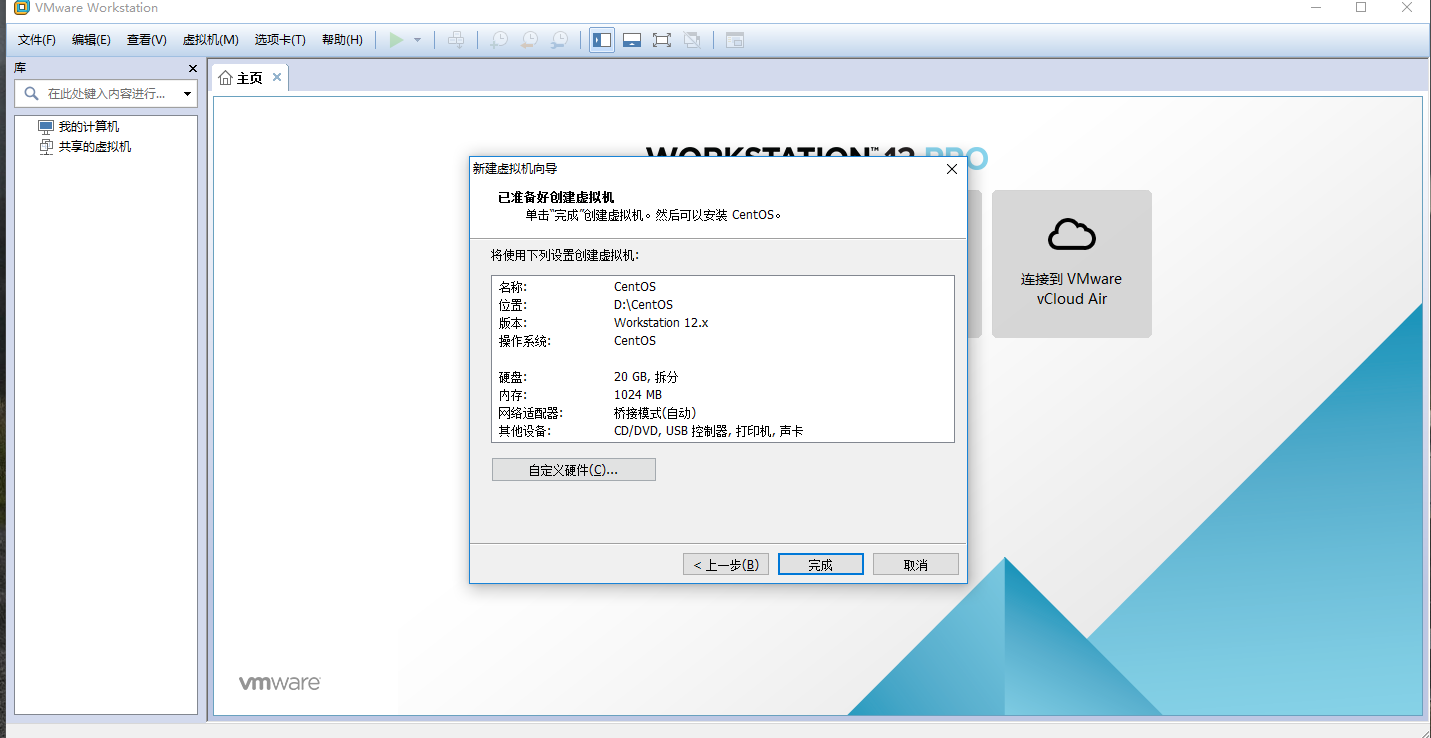 VMware Workstation
文件(F) 编辑(E) 查看(V) 虚拟机(M) 选项卡(T) 帮助(H)
库
在此处键入内容进行...
我的计算机
共享的虚拟机
主页
WORKSTATION™ 12 PRO
连接到 VMware
vCloud Air
新建虚拟机向导
已准备好创建虚拟机
单击"完成"创建虚拟机。然后可以安装 CentOS。
将使用下列设置创建虚拟机:
名称: CentOS
位置: D:\CentOS
版本: Workstation 12.x
操作系统: CentOS
硬盘: 20 GB, 拆分
内存: 1024 MB
网络适配器: 桥接模式(自动)
其他设备: CD/DVD, USB 控制器, 打印机, 声卡
自定义硬件(C)...
< 上一步(B) 完成 取消
vmware